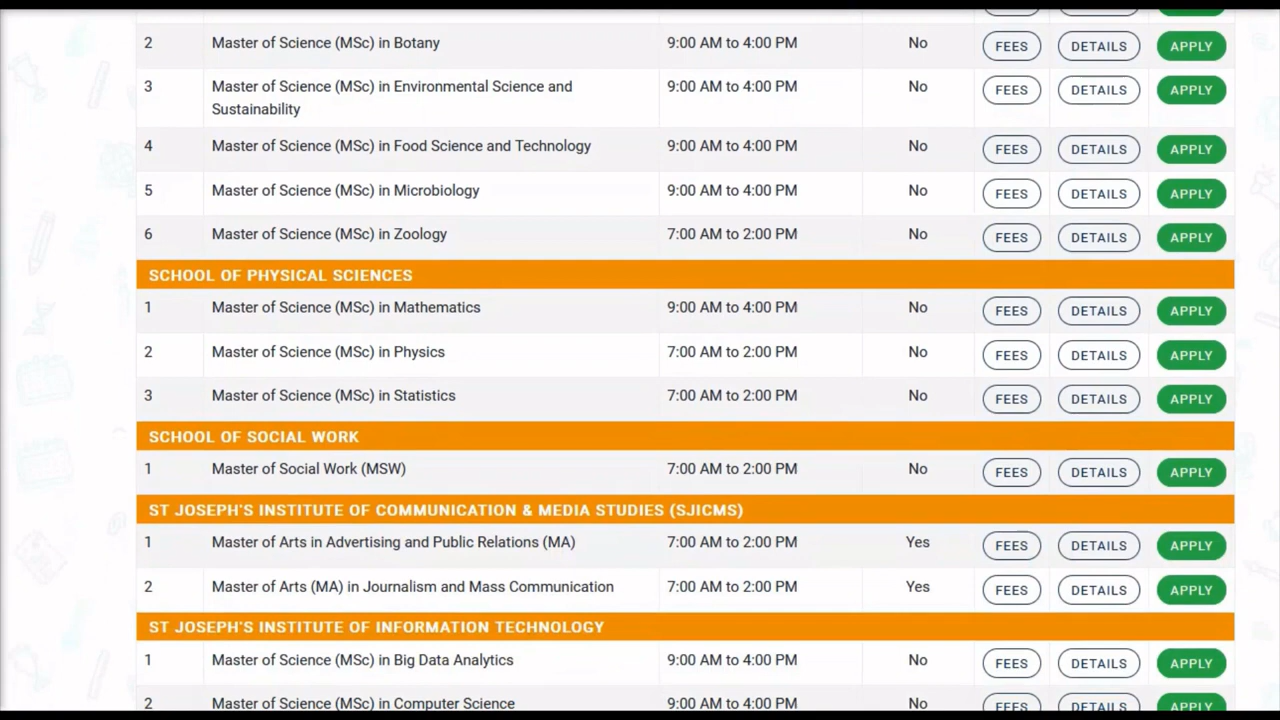 2 Master of Science (MSc) in Botany 9:00 AM to 4:00 PM No FEES DETAILS APPLY
3 Master of Science (MSc) in Environmental Science and 9:00 AM to 4:00 PM No FEES DETAILS APPLY
Sustainability
4 Master of Science (MSc) in Food Science and Technology 9:00 AM to 4:00 PM No FEES DETAILS APPLY
5 Master of Science (MSc) in Microbiology 9:00 AM to 4:00 PM No FEES DETAILS APPLY
6 Master of Science (MSc) in Zoology 7:00 AM to 2:00 PM No FEES DETAILS APPLY
SCHOOL OF PHYSICAL SCIENCES
1 Master of Science (MSc) in Mathematics 9:00 AM to 4:00 PM No FEES DETAILS APPLY
2 Master of Science (MSc) in Physics 7:00 AM to 2:00 PM No FEES DETAILS APPLY
3 Master of Science (MSc) in Statistics 7:00 AM to 2:00 PM No FEES DETAILS APPLY
SCHOOL OF SOCIAL WORK
1 Master of Social Work (MSW) 7:00 AM to 2:00 PM No FEES DETAILS APPLY
ST JOSEPH'S INSTITUTE OF COMMUNICATION & MEDIA STUDIES (SJICMS)
1 Master of Arts in Advertising and Public Relations (MA) 7:00 AM to 2:00 PM Yes FEES DETAILS APPLY
2 Master of Arts (MA) in Journalism and Mass Communication 7:00 AM to 2:00 PM Yes FEES DETAILS APPLY
ST JOSEPH'S INSTITUTE OF INFORMATION TECHNOLOGY
1 Master of Science (MSc) in Big Data Analytics 9:00 AM to 4:00 PM No FEES DETAILS APPLY
2 Master of Science (MSc) in Computer Science 9:00 AM to 4:00 PM No FEES DETAILS APPLY